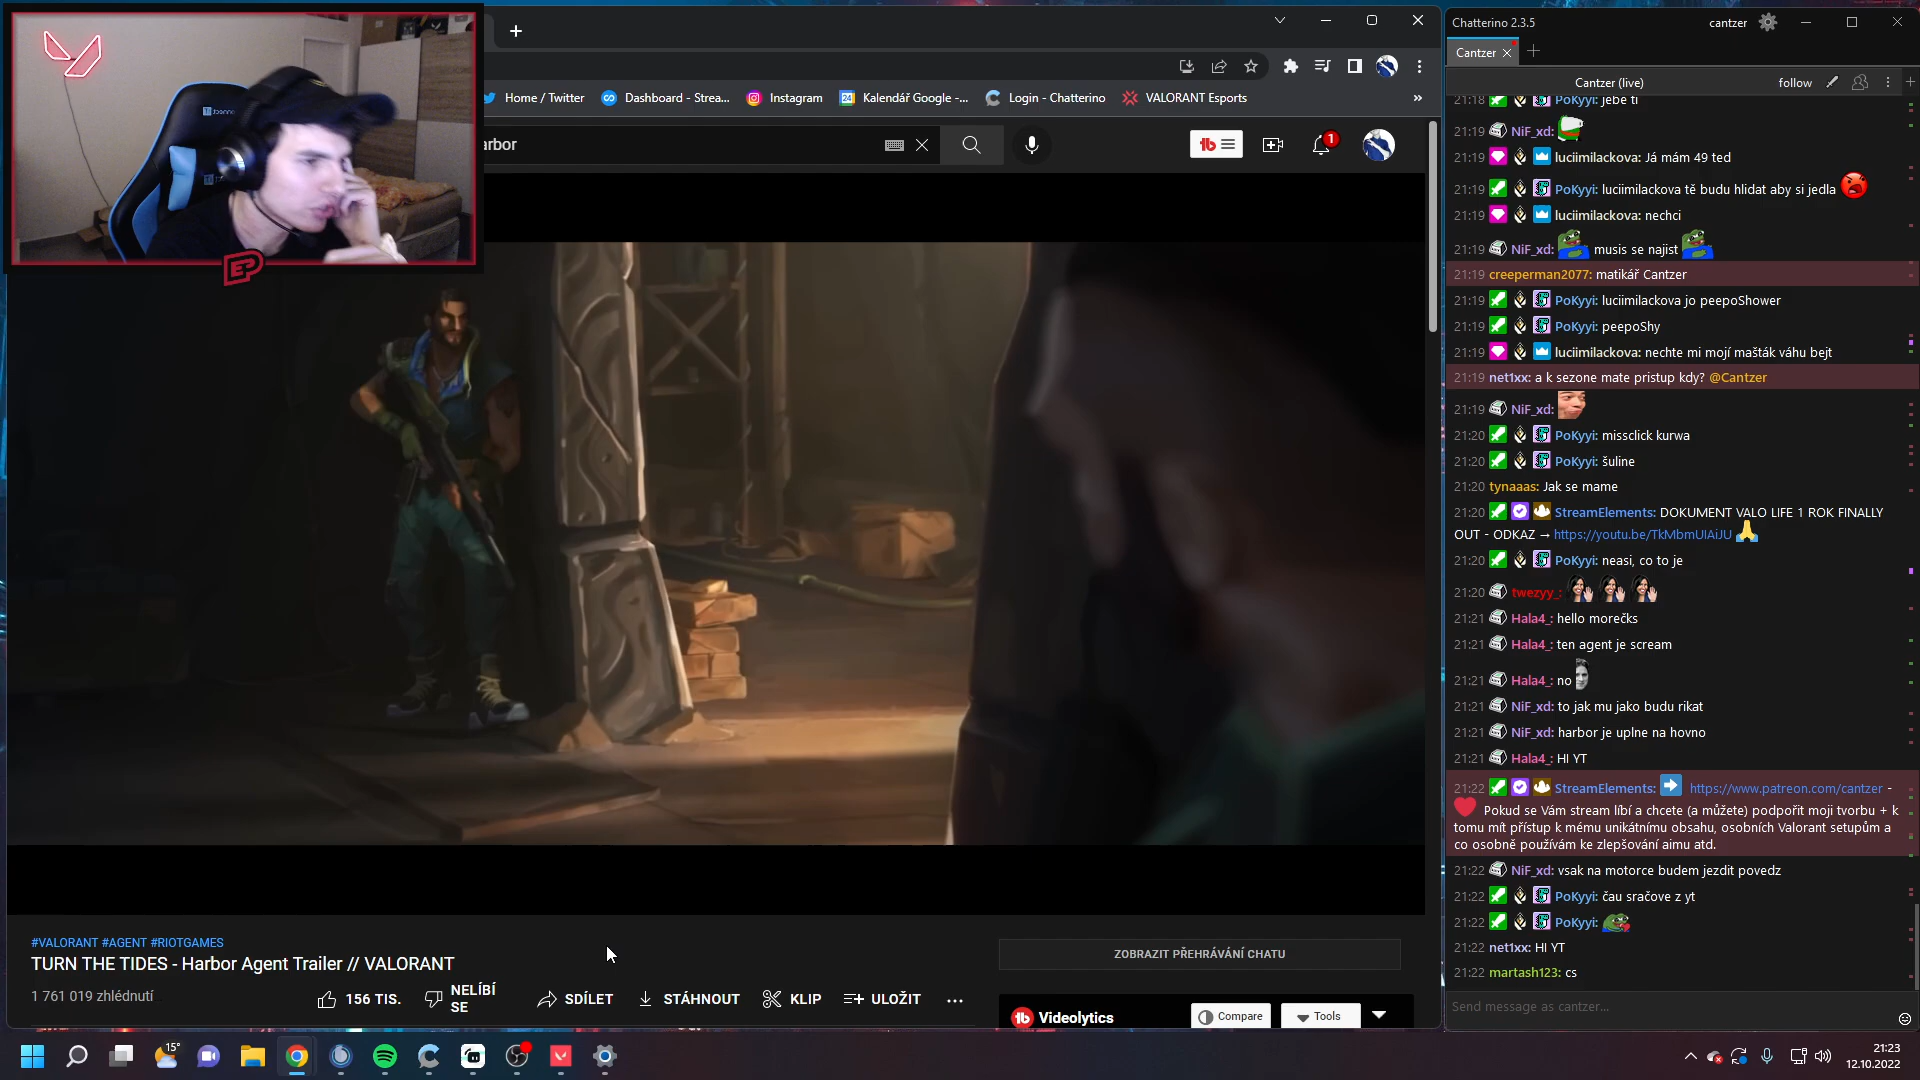 Home / Twitter
Dashboard - Strea...
Instagram
Kalendář Google -...
Login - Chatterino
VALORANT Esports
»
arbor
1
EP
#VALORANT #AGENT #RIOTGAMES
TURN THE TIDES - Harbor Agent Trailer // VALORANT
1 761 019 zhlédnutí
156 TIS.
NELÍBÍ SE
SDÍLET
STÁHNOUT
KLIP
ULOŽIT
ZOBRAZIT PŘEHRÁVÁNÍ CHATU
Videolytics
Compare
Tools
Chatterino 2.3.5
cantzer
Cantzer
Cantzer (live)
follow
21:18 PoKyyi: jebe ti
21:19 NiF_xd:
21:19 luciimilackova: Já mám 49 ted
21:19 PoKyyi: luciimilackova tě budu hlidat aby si jedla
21:19 luciimilackova: nechci
21:19 NiF_xd: musis se najist
21:19 creeperman2077: matikář Cantzer
21:19 PoKyyi: luciimilackova jo peepoShower
21:19 PoKyyi: peepoShy
21:19 luciimilackova: nechte mi mojí mašták váhu bejt
21:19 net1xx: a k sezone mate pristup kdy? @Cantzer
21:19 NiF_xd:
21:20 PoKyyi: missclick kurwa
21:20 PoKyyi: šuline
21:20 tynaaas: Jak se mame
21:20 StreamElements: DOKUMENT VALO LIFE 1 ROK FINALLY
OUT - ODKAZ → https://youtu.be/TkMbmUIAiJU
21:20 PoKyyi: neasi, co to je
21:20 twezyy_:
21:21 Hala4_: hello morečks
21:21 Hala4_: ten agent je scream
21:21 Hala4_: no
21:21 NiF_xd: to jak mu jako budu rikat
21:21 NiF_xd: harbor je uplne na hovno
21:21 Hala4_: HI YT
21:22 StreamElements: https://www.patreon.com/cantzer -
Pokud se Vám stream líbí a chcete (a můžete) podpořit moji tvorbu + k
tomu mít přístup k mému unikátnímu obsahu, osobních Valorant setupům a
co osobně používám ke zlepšování aimu atd.
21:22 NiF_xd: vsak na motorce budem jezdit povedz
21:22 PoKyyi: čau sračove z yt
21:22 PoKyyi:
21:22 net1xx: HI YT
21:22 martash123: cs
Send message as cantzer...
15°
21:23
12.10.2022